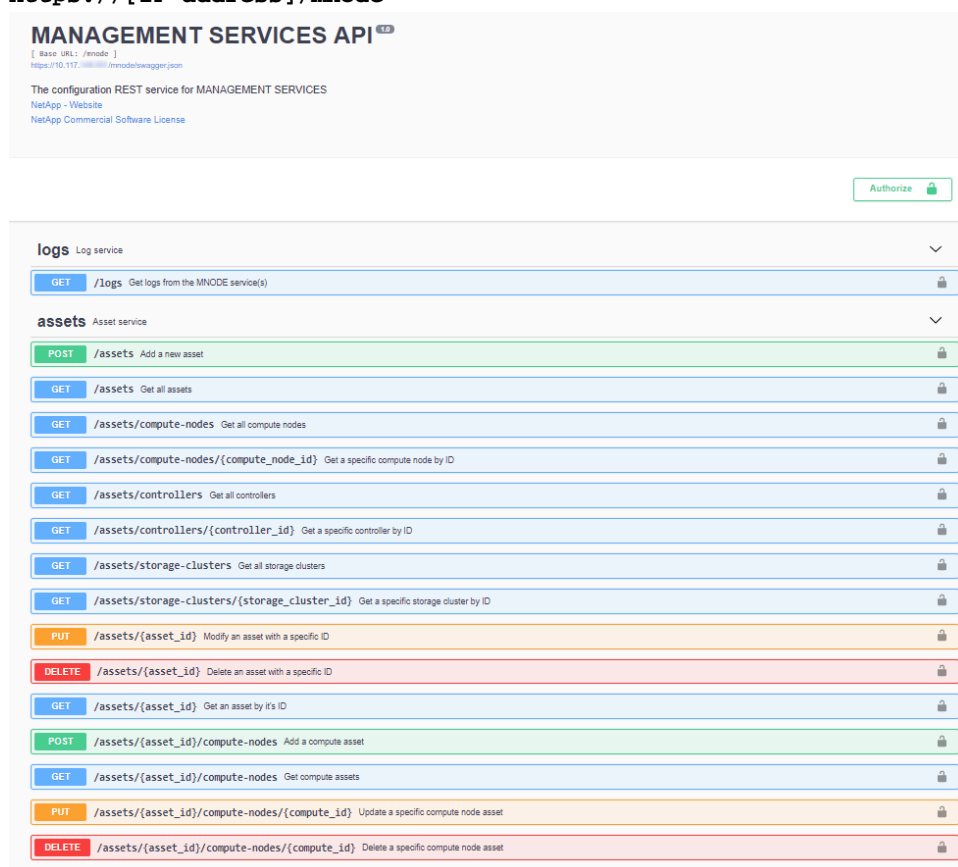 MANAGEMENT SERVICES API 1.0
[ Base URL: /mnode ]
https://10.117. /mnode/swagger.json
The configuration REST service for MANAGEMENT SERVICES
NetApp - Website
NetApp Commercial Software License
Authorize
logs Log service
GET /logs Get logs from the MNODE service(s)
assets Asset service
POST /assets Add a new asset
GET /assets Get all assets
GET /assets/compute-nodes Get all compute nodes
GET /assets/compute-nodes/{compute_node_id} Get a specific compute node by ID
GET /assets/controllers Get all controllers
GET /assets/controllers/{controller_id} Get a specific controller by ID
GET /assets/storage-clusters Get all storage clusters
GET /assets/storage-clusters/{storage_cluster_id} Get a specific storage cluster by ID
PUT /assets/{asset_id} Modify an asset with a specific ID
DELETE /assets/{asset_id} Delete an asset with a specific ID
GET /assets/{asset_id} Get an asset by it's ID
POST /assets/{asset_id}/compute-nodes Add a compute asset
GET /assets/{asset_id}/compute-nodes Get compute assets
PUT /assets/{asset_id}/compute-nodes/{compute_id} Update a specific compute node asset
DELETE /assets/{asset_id}/compute-nodes/{compute_id} Delete a specific compute node asset